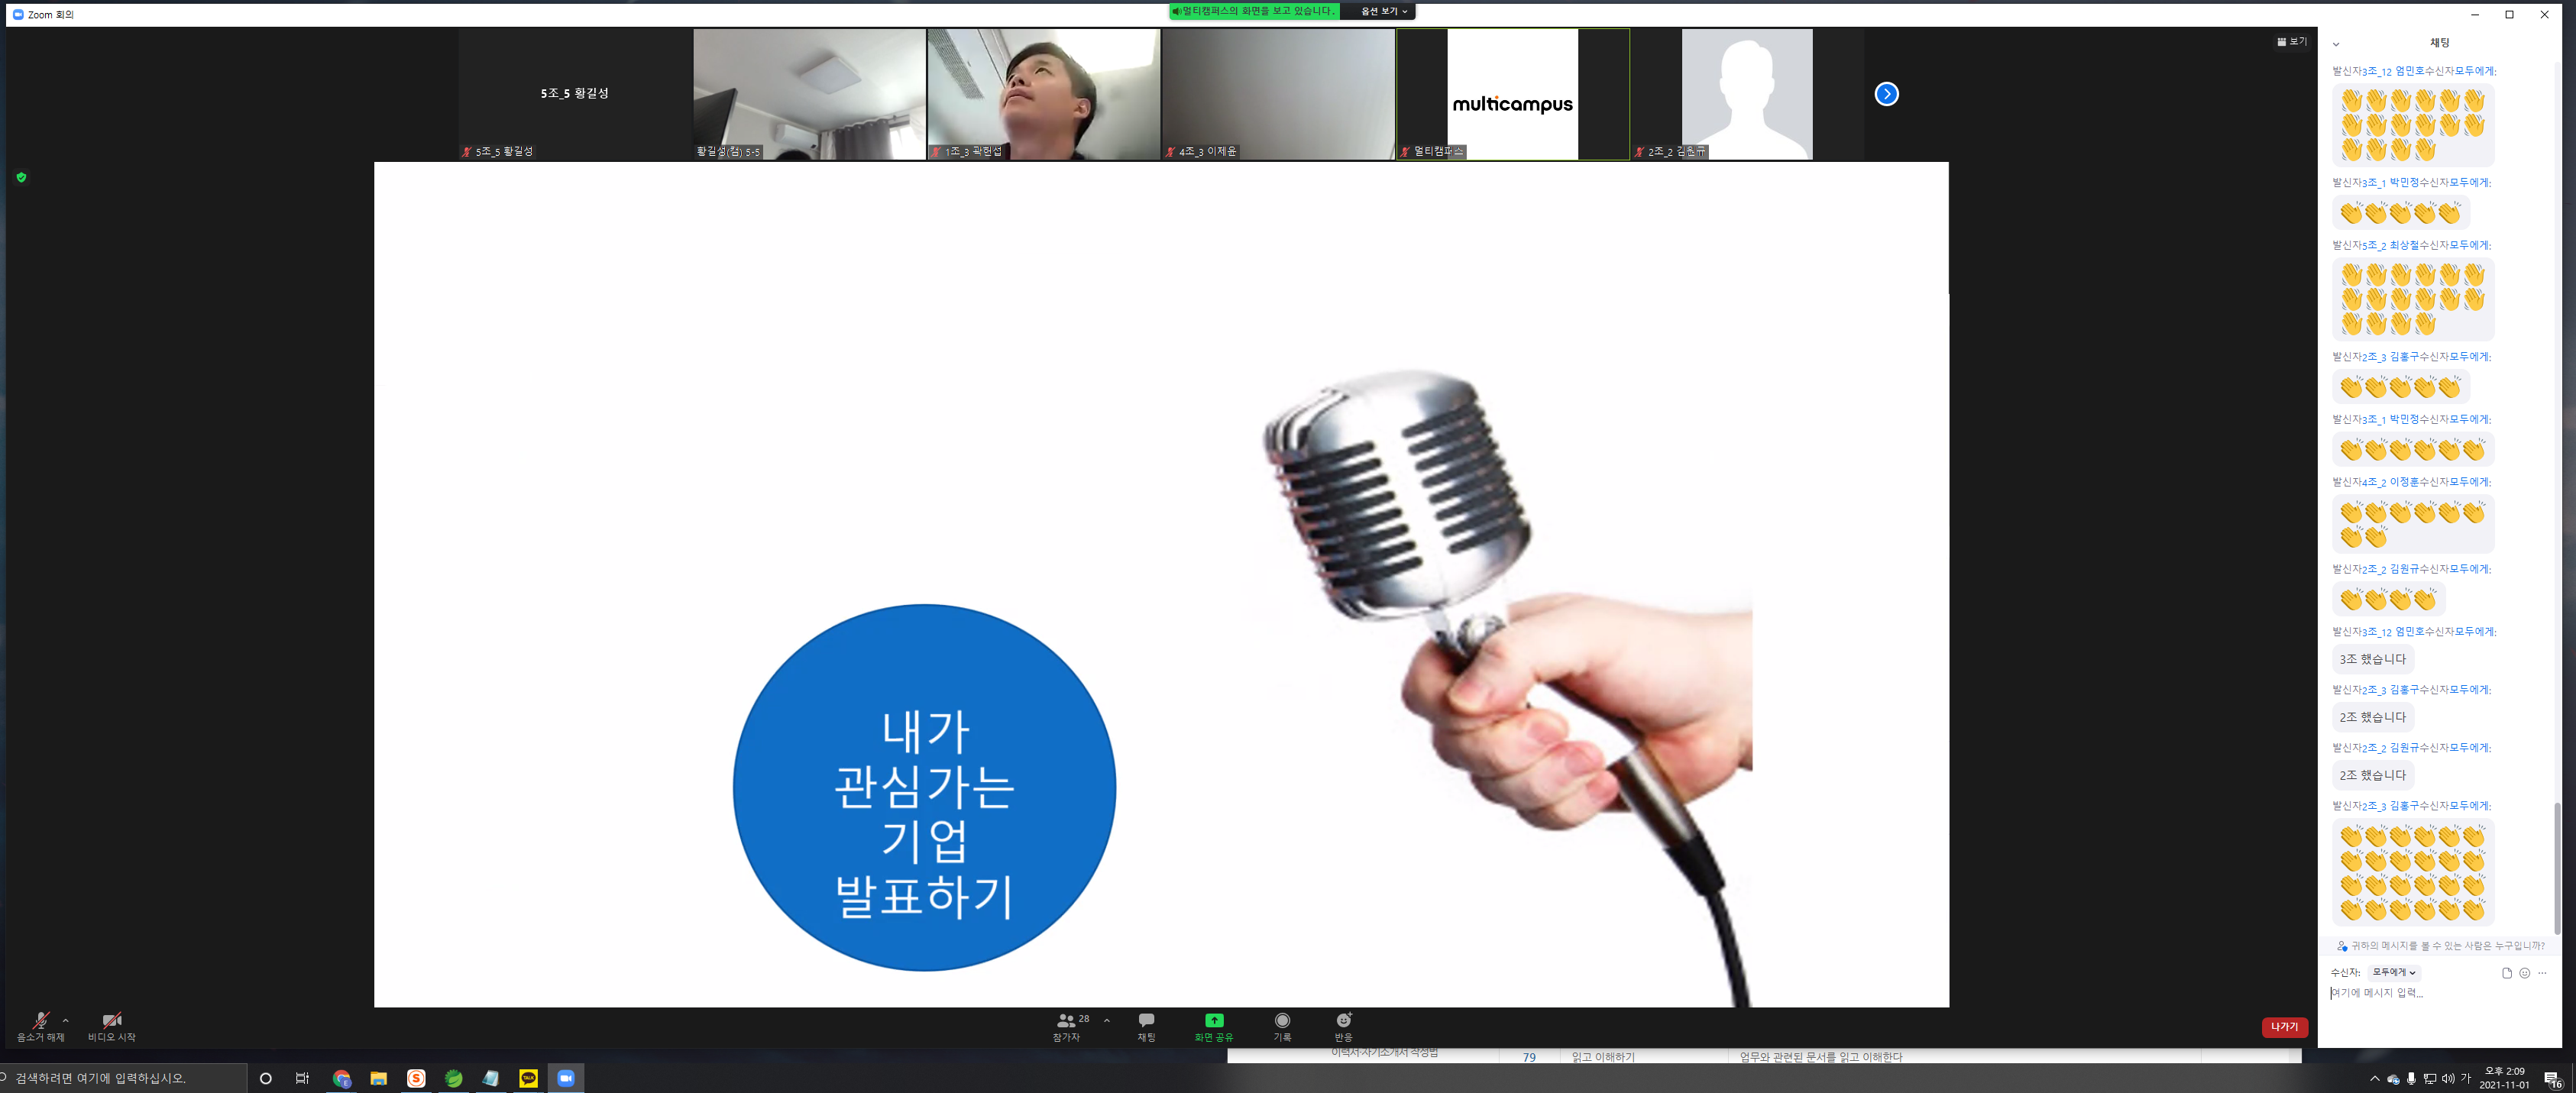 Zoom 회의
멀티캠퍼스의 화면을 보고 있습니다.
옵션 보기
보기
5조_5 황길성
5조_5 황길성
황길성(캠) 5-5
1조_3 곽헌섭
4조_3 이제윤
multicampus
멀티캠퍼스
2조_2 김원규
내가
관심가는
기업
발표하기
채팅
발신자3조_12 엄민호수신자모두에게:
👋👋👋👋👋👋
👋👋👋👋👋👋
👋👋👋👋
발신자3조_1 박민정수신자모두에게:
👏👏👏👏👏
발신자5조_2 최상철수신자모두에게:
👋👋👋👋👋👋
👋👋👋👋👋👋
👋👋👋👋
발신자2조_3 김홍구수신자모두에게:
👏👏👏👏👏
발신자3조_1 박민정수신자모두에게:
👏👏👏👏👏👏
발신자4조_2 이정훈수신자모두에게:
👏👏👏👏👏👏
👏👏
발신자2조_2 김원규수신자모두에게:
👏👏👏👏
발신자3조_12 엄민호수신자모두에게:
3조 했습니다
발신자2조_3 김홍구수신자모두에게:
2조 했습니다
발신자2조_2 김원규수신자모두에게:
2조 했습니다
발신자2조_3 김홍구수신자모두에게:
👏👏👏👏👏👏
👏👏👏👏👏👏
👏👏👏👏👏👏
👏👏👏👏👏👏
귀하의 메시지를 볼 수 있는 사람은 누구입니까?
수신자: 모두에게
여기에 메시지 입력...
음소거 해제
비디오 시작
28
참가자
채팅
화면 공유
기록
반응
나가기
이력서·자기소개서 작성법
79
읽고 이해하기
업무와 관련된 문서를 읽고 이해한다
검색하려면 여기에 입력하십시오.
E
S
TALK
가
오후 2:09
2021-11-01
16